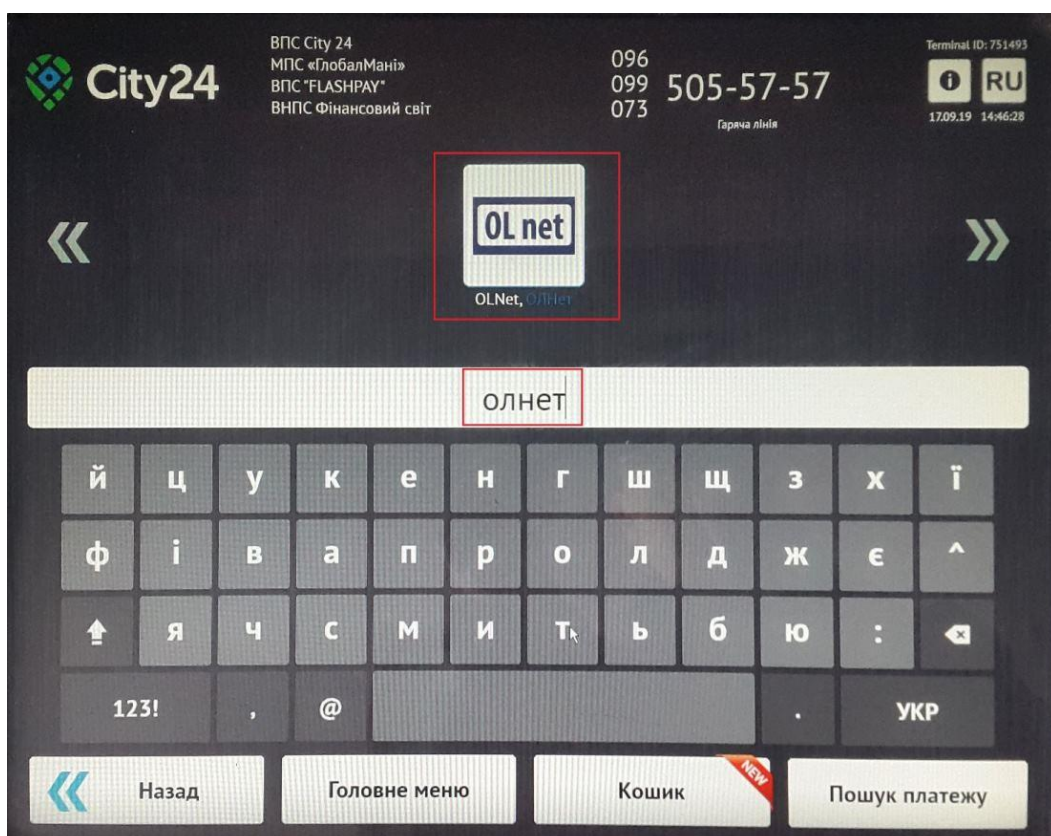 City24
ВПС City 24
МПС «ГлобалМані»
ВПС "FLASHPAY"
ВНПС Фінансовий світ
096
099 505-57-57
073
Гаряча лінія
Terminal ID: 751493
RU
17.09.19 14:46:28
OL net
OLNet, ОЛНет
олнет
й ц у к е н г ш щ з х ї
ф і в а п р о л д ж є ^
я ч с м и т ь б ю :
123! , @ . УКР
Назад Головне меню Кошик NEW Пошук платежу